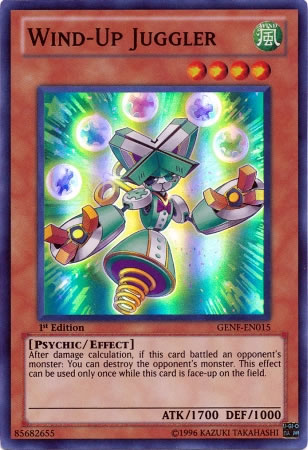 WIND-UP JUGGLER
WIND
風
1st Edition
GENF-EN015
[PSYCHIC/EFFECT]
After damage calculation, if this card battled an opponent's
monster: You can destroy the opponent's monster. This effect
can be used only once while this card is face-up on the field.
ATK/1700 DEF/1000
85682655
©1996 KAZUKI TAKAHASHI